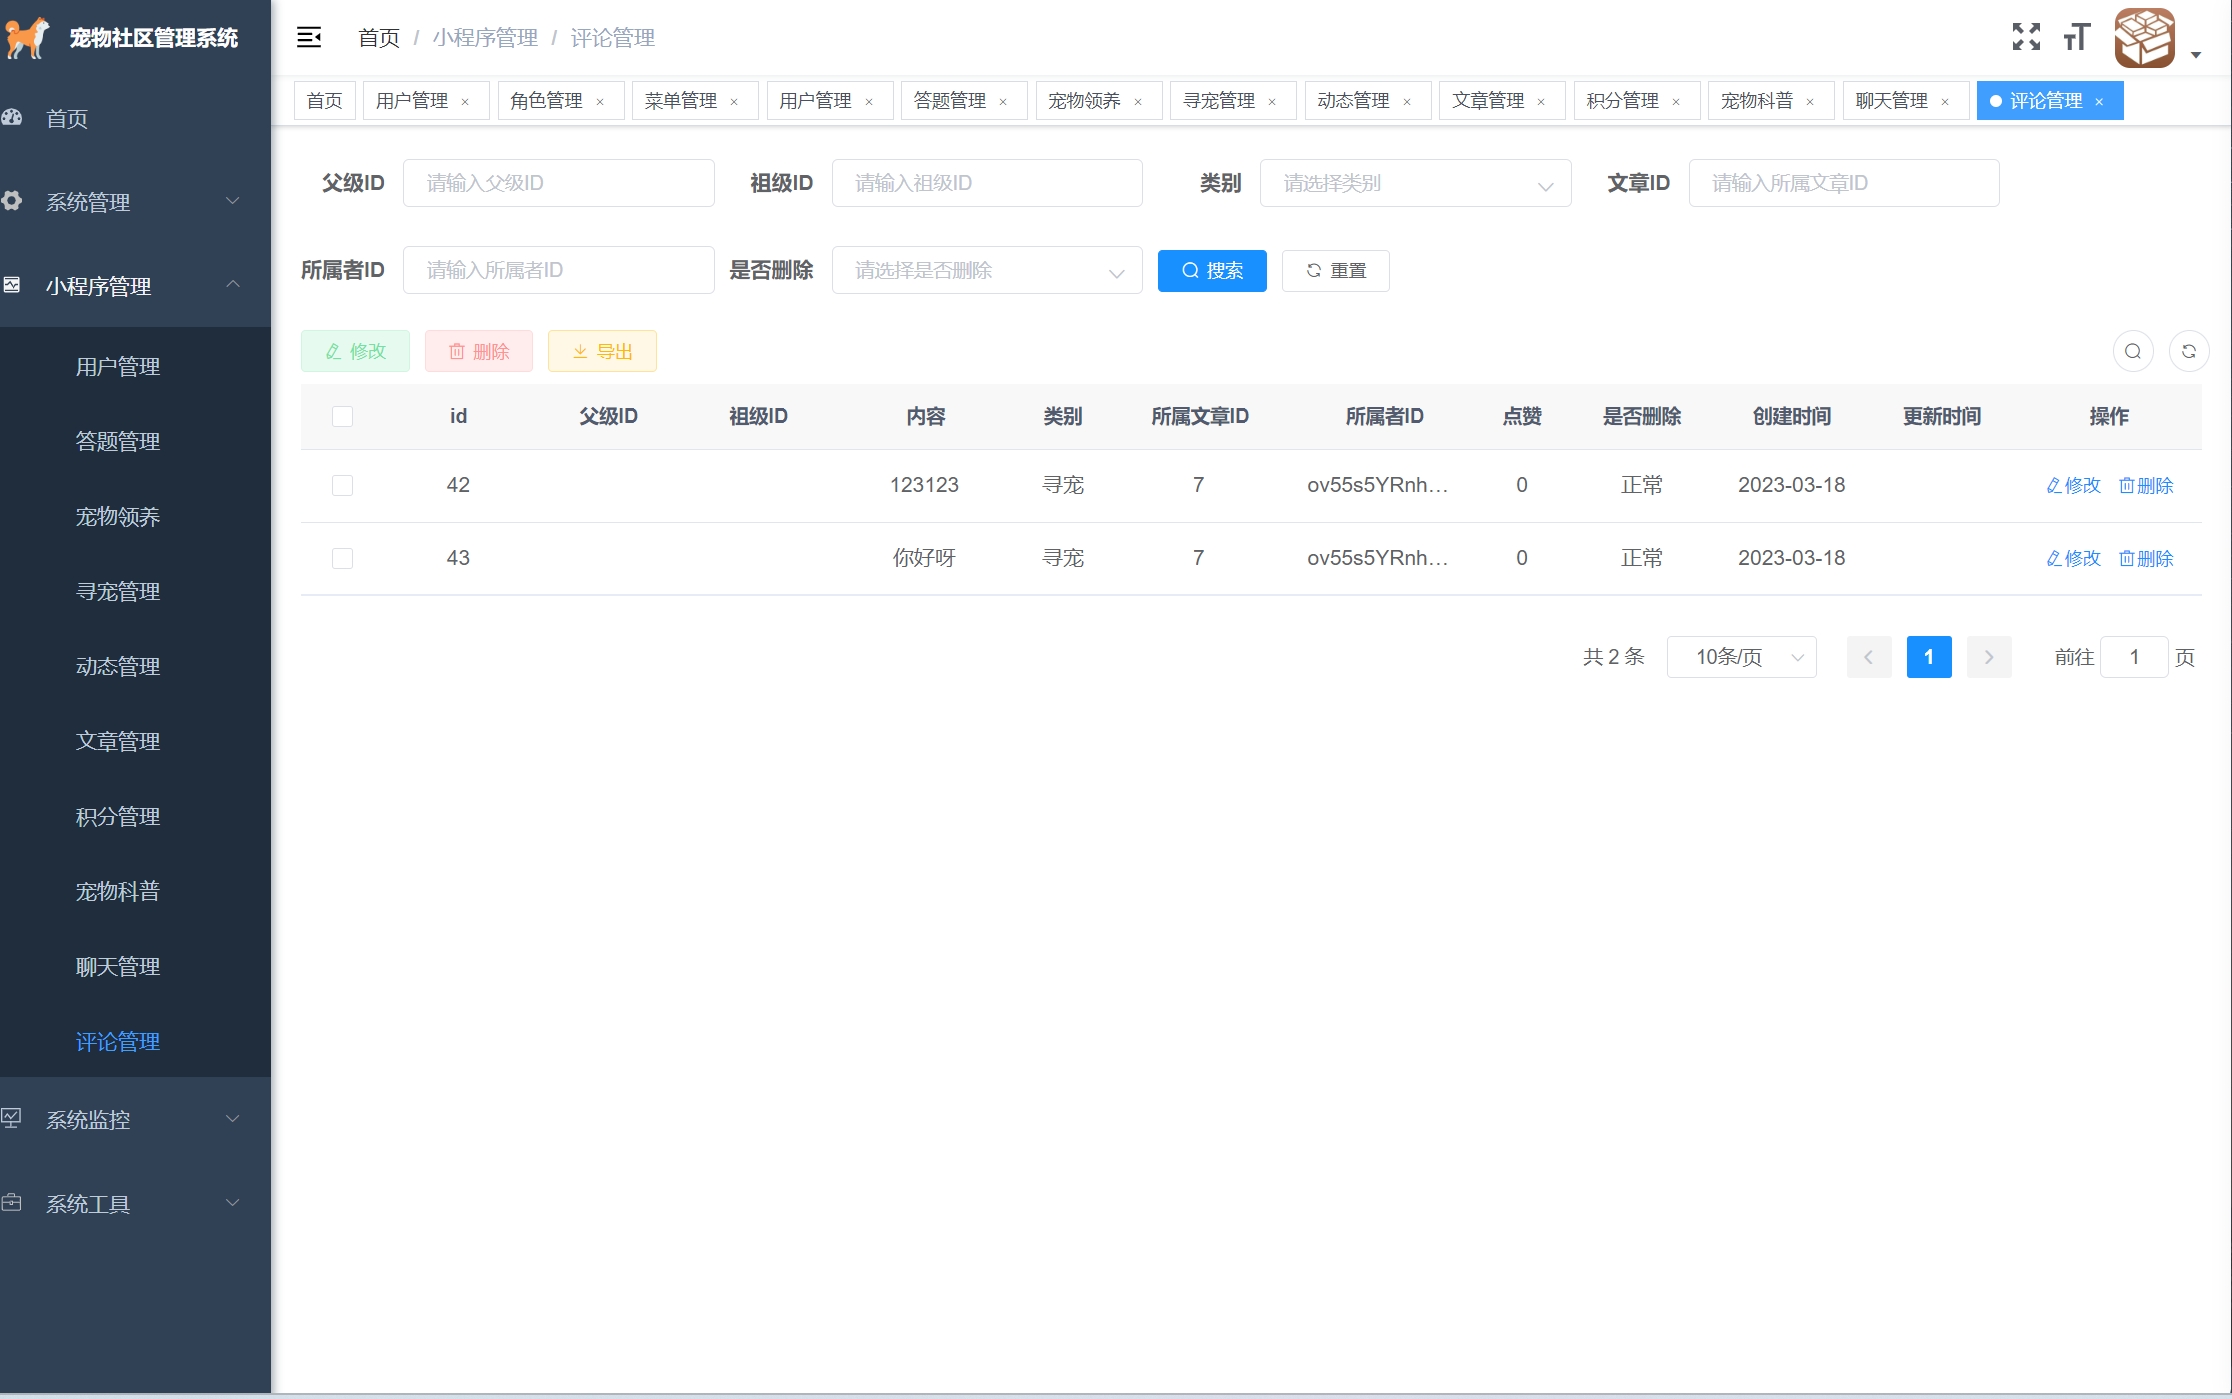 宠物社区管理系统
首页 / 小程序管理 / 评论管理
首页 用户管理 × 角色管理 × 菜单管理 × 用户管理 × 答题管理 × 宠物领养 × 寻宠管理 × 动态管理 × 文章管理 × 积分管理 × 宠物科普 × 聊天管理 × 评论管理 ×
首页
系统管理
小程序管理
用户管理
答题管理
宠物领养
寻宠管理
动态管理
文章管理
积分管理
宠物科普
聊天管理
评论管理
系统监控
系统工具
父级ID 请输入父级ID 祖级ID 请输入祖级ID 类别 请选择类别 文章ID 请输入所属文章ID
所属者ID 请输入所属者ID 是否删除 请选择是否删除 搜索 重置
修改 删除 导出
id 父级ID 祖级ID 内容 类别 所属文章ID 所属者ID 点赞 是否删除 创建时间 更新时间 操作
42 123123 寻宠 7 ov55s5YRnh... 0 正常 2023-03-18 修改 删除
43 你好呀 寻宠 7 ov55s5YRnh... 0 正常 2023-03-18 修改 删除
共 2 条 10条/页 1 前往 1 页